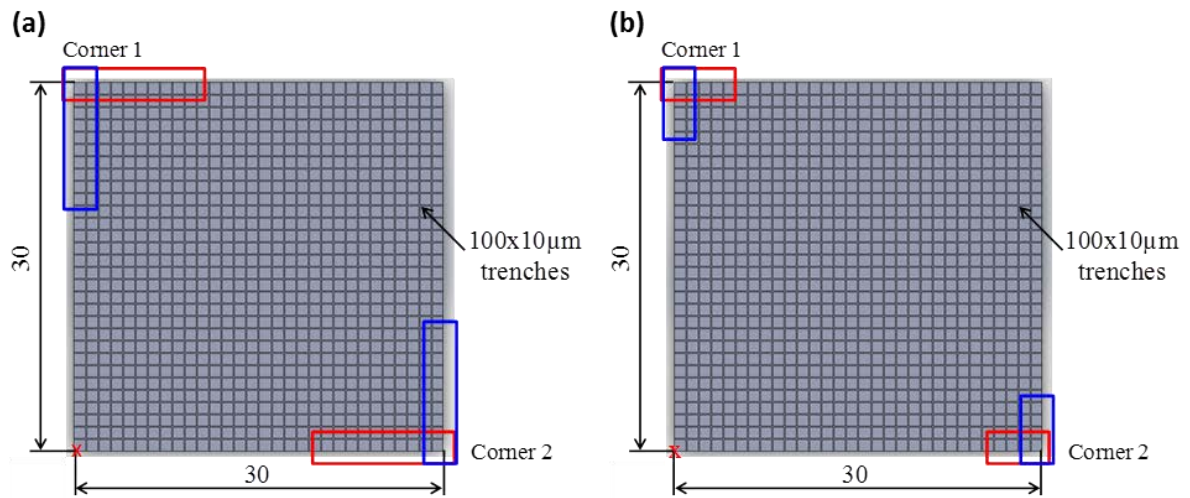 (a)
Corner 1
30
100x10µm
trenches
x
30
Corner 2
(b)
Corner 1
30
100x10µm
trenches
x
30
Corner 2